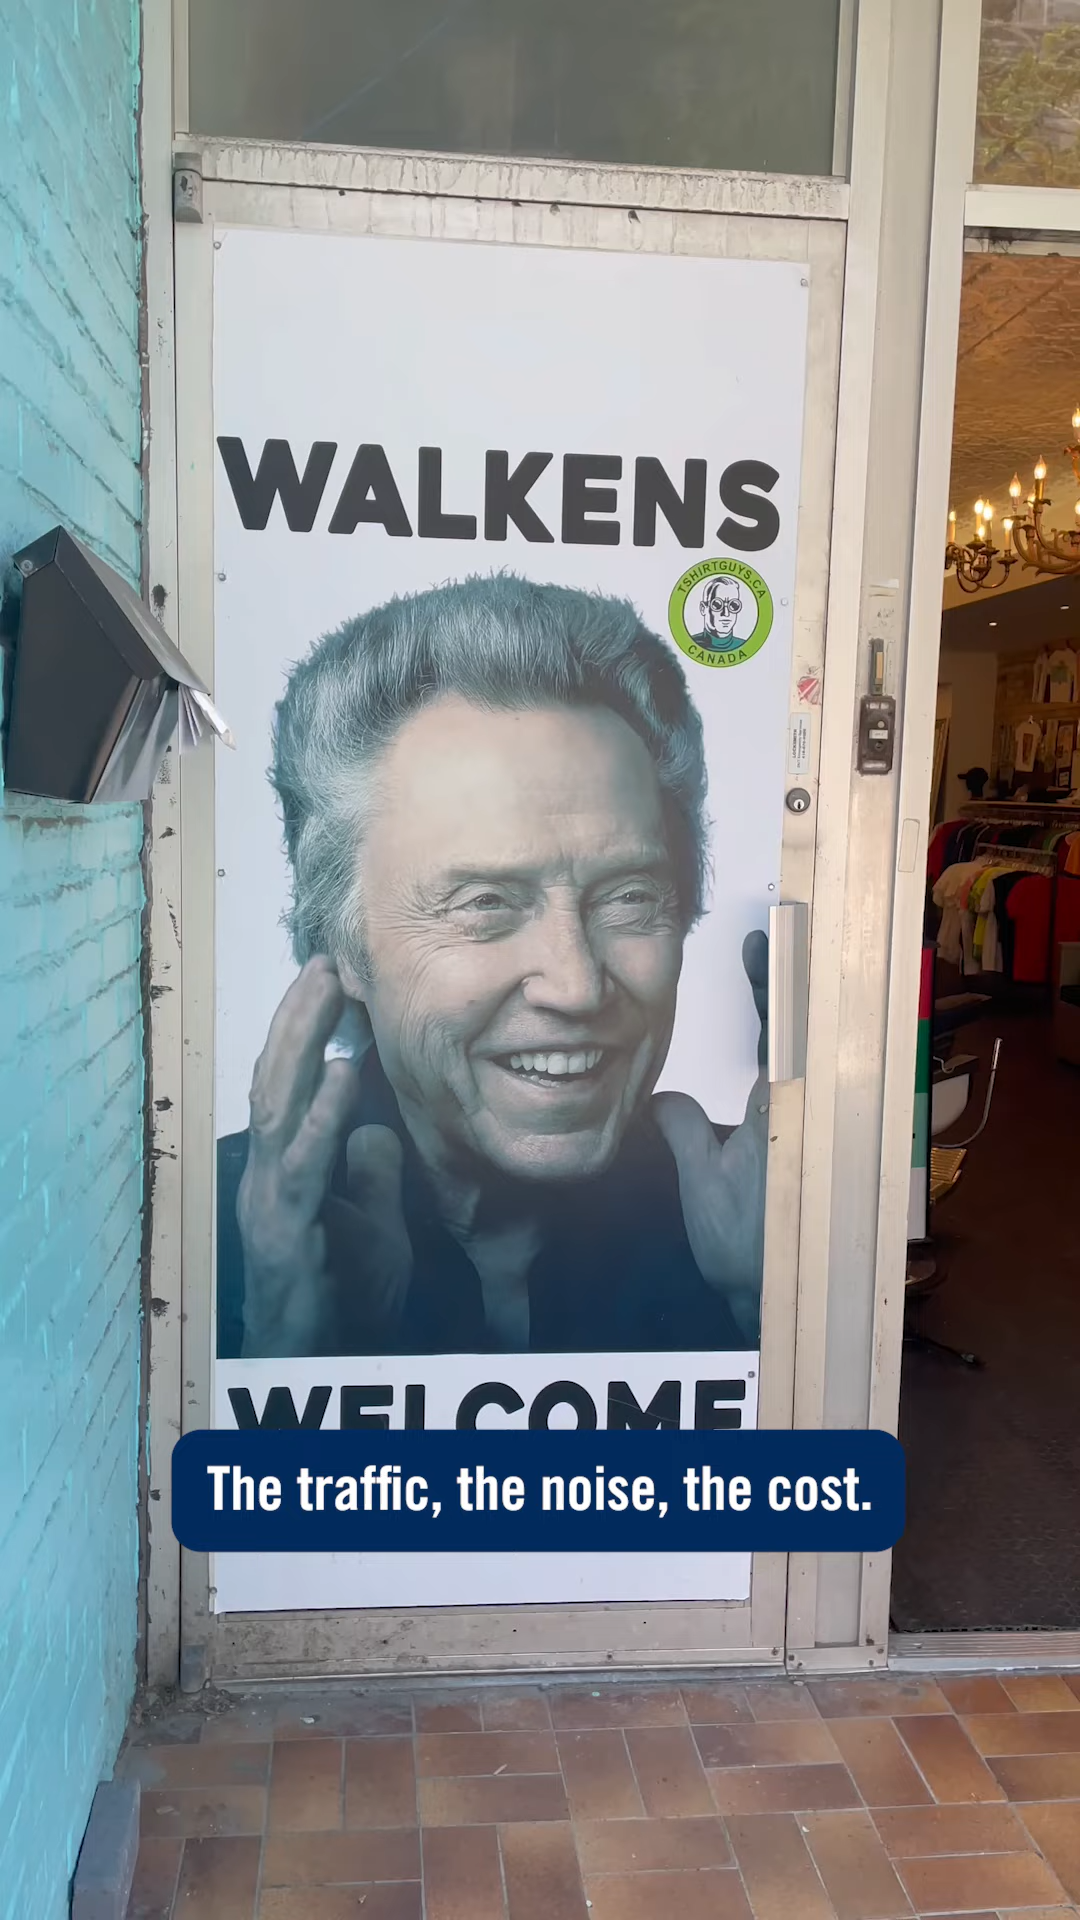 WALKENS
TSHIRTGUYS.CA
CANADA
WELCOME
The traffic, the noise, the cost.